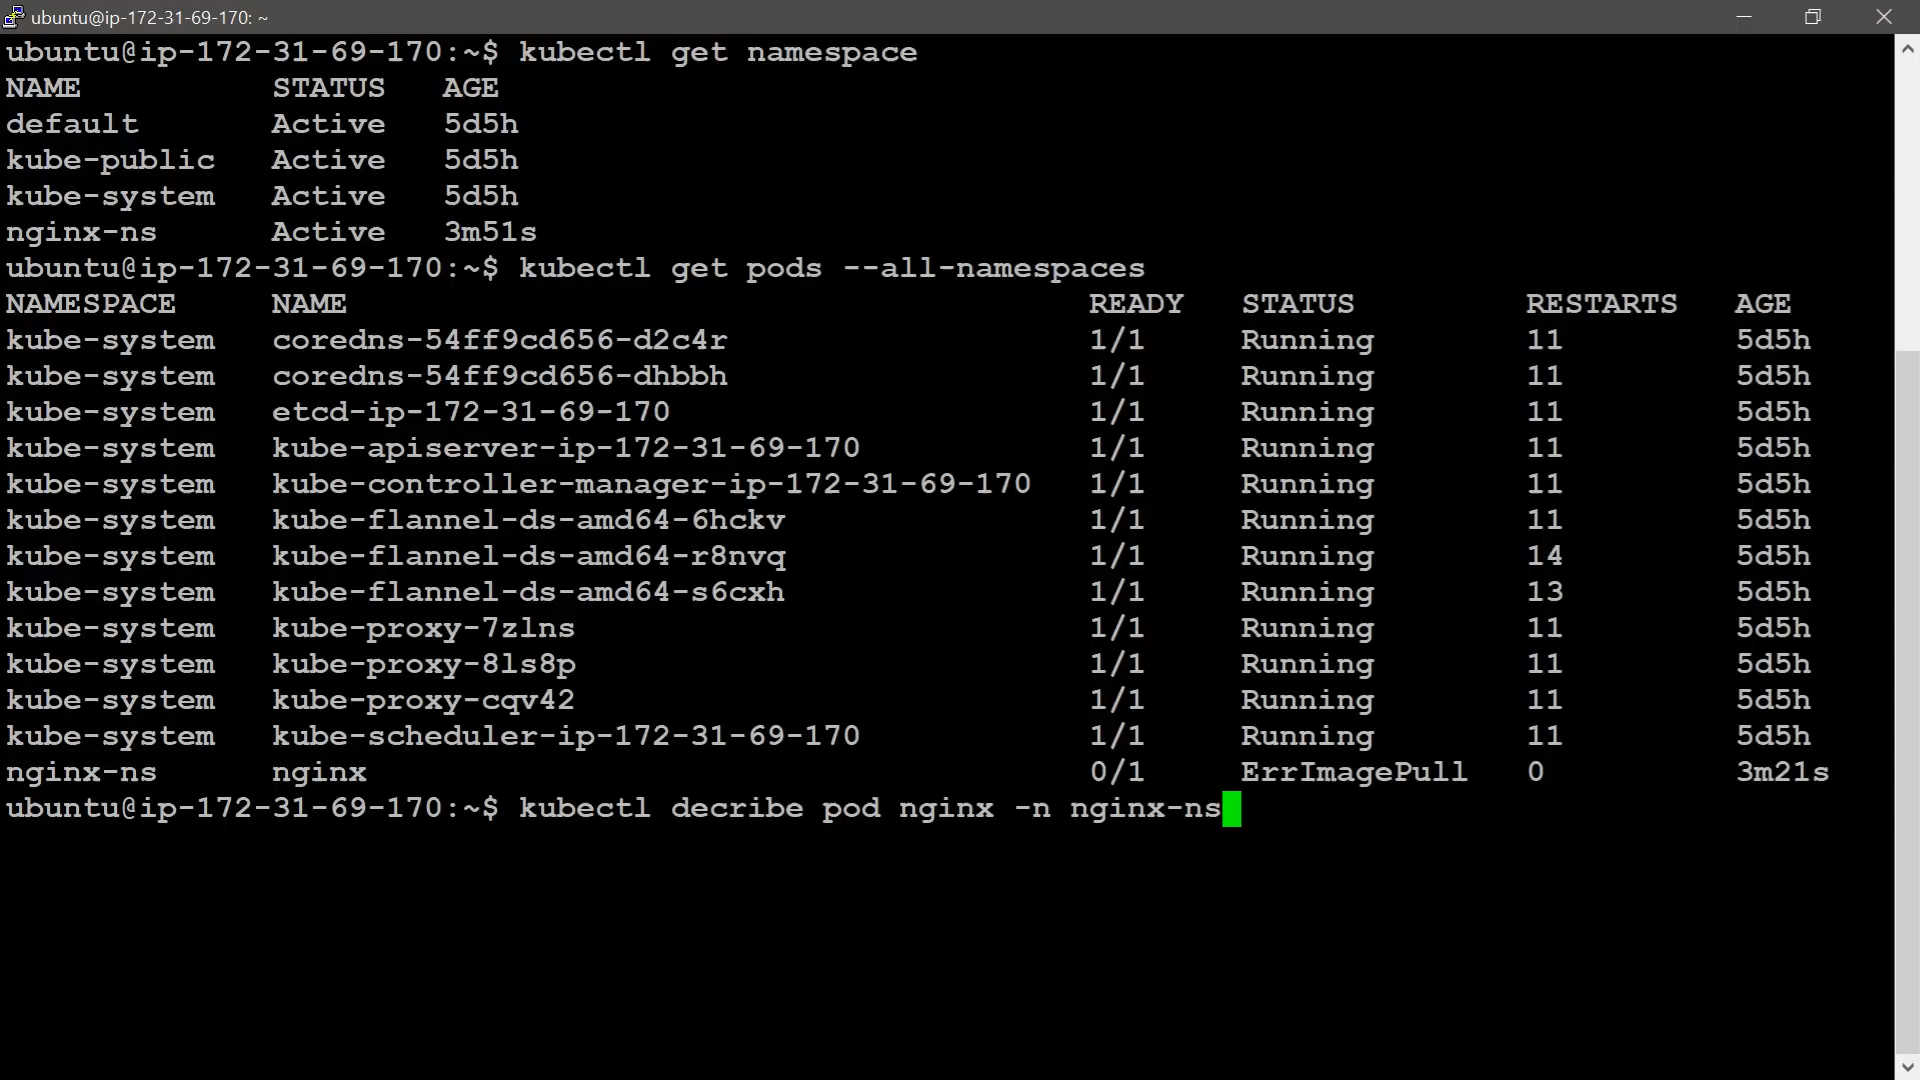 ubuntu@ip-172-31-69-170: ~
ubuntu@ip-172-31-69-170:~$ kubectl get namespace
NAME STATUS AGE
default Active 5d5h
kube-public Active 5d5h
kube-system Active 5d5h
nginx-ns Active 3m51s
ubuntu@ip-172-31-69-170:~$ kubectl get pods --all-namespaces
NAMESPACE NAME READY STATUS RESTARTS AGE
kube-system coredns-54ff9cd656-d2c4r 1/1 Running 11 5d5h
kube-system coredns-54ff9cd656-dhbbh 1/1 Running 11 5d5h
kube-system etcd-ip-172-31-69-170 1/1 Running 11 5d5h
kube-system kube-apiserver-ip-172-31-69-170 1/1 Running 11 5d5h
kube-system kube-controller-manager-ip-172-31-69-170 1/1 Running 11 5d5h
kube-system kube-flannel-ds-amd64-6hckv 1/1 Running 11 5d5h
kube-system kube-flannel-ds-amd64-r8nvq 1/1 Running 14 5d5h
kube-system kube-flannel-ds-amd64-s6cxh 1/1 Running 13 5d5h
kube-system kube-proxy-7zlns 1/1 Running 11 5d5h
kube-system kube-proxy-8ls8p 1/1 Running 11 5d5h
kube-system kube-proxy-cqv42 1/1 Running 11 5d5h
kube-system kube-scheduler-ip-172-31-69-170 1/1 Running 11 5d5h
nginx-ns nginx 0/1 ErrImagePull 0 3m21s
ubuntu@ip-172-31-69-170:~$ kubectl decribe pod nginx -n nginx-ns